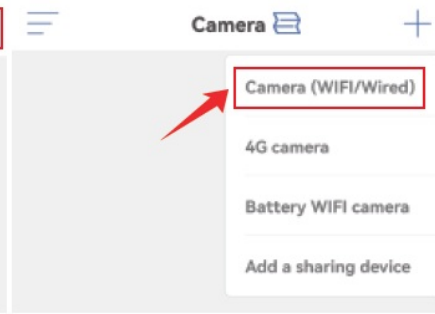 Camera
Camera (WIFI/Wired)
4G camera
Battery WIFI camera
Add a sharing device